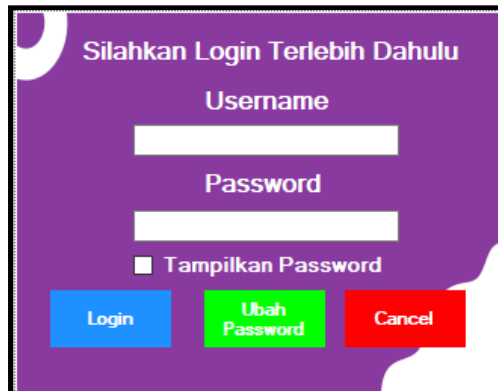 Silahkan Login Terlebih Dahulu
Username
Password
Tampilkan Password
Login
Ubah
Password
Cancel